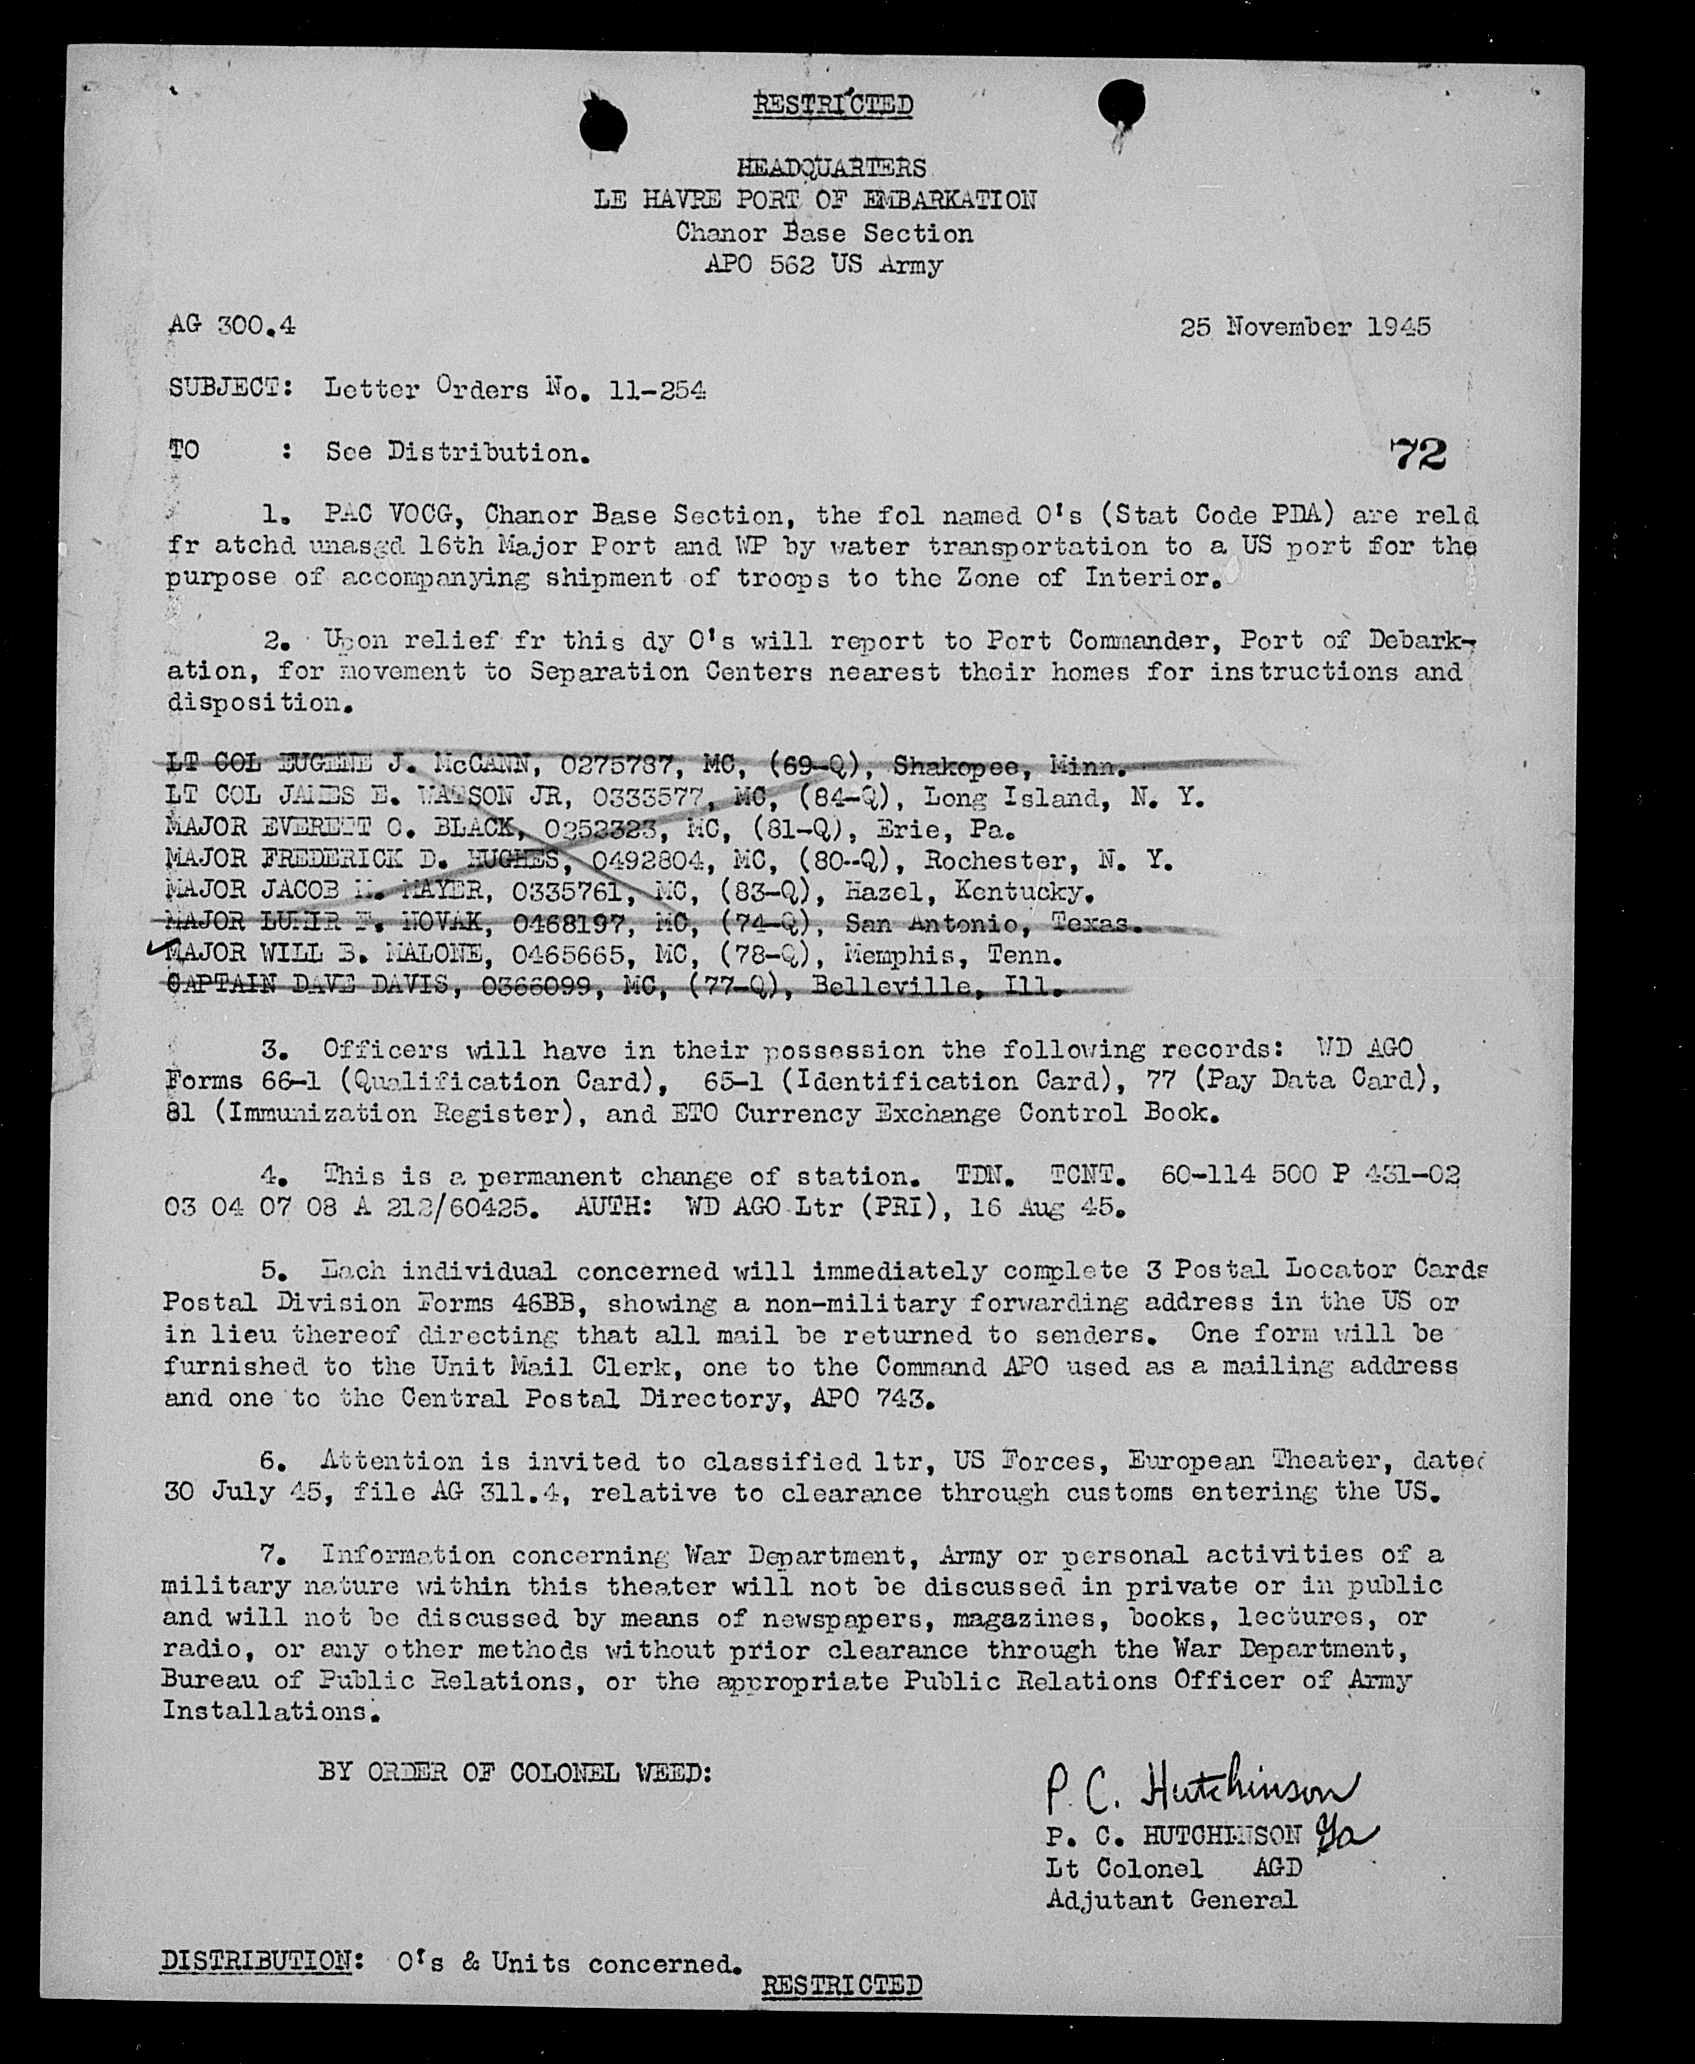 RESTRICTED
HEADQUARTERS
LE HAVRE PORT OF EMBARKATION
Chanor Base Section
APO 562 US Army
AG 300.4 25 November 1945
SUBJECT: Letter Orders No. 11-254
TO : See Distribution.
72
1. PAC VOCG, Chanor Base Section, the fol named O's (Stat Code PDA) are reld
fr atchd unasgd 16th Major Port and WP by water transportation to a US port for the
purpose of accompanying shipment of troops to the Zone of Interior.
2. Upon relief fr this dy O's will report to Port Commander, Port of Debark-
ation, for movement to Separation Centers nearest their homes for instructions and
disposition.
LT COL EUGENE J. McCANN, 0275787, MC, (69-Q), Shakopee, Minn.
LT COL JAMES E. JR, 0333577, MC, (84-Q), Long Island, N. Y.
MAJOR EVERETT C. BLACK, 0252323, MC, (81-Q), Erie, Pa.
MAJOR FREDERICK D. HUGHES, 0492804, MC, (80--Q), Rochester, N. Y.
MAJOR JACOB MAYER, 0335761, MC, (83-Q), Hazel, Kentucky.
MAJOR LUMIR NOVAK, 0468197, MC, (74-Q), San Antonio, Texas.
MAJOR WILL B. MALONE, 0465665, MC, (78-Q), Memphis, Tenn.
CAPTAIN DAVE DAVIS, 0366099, MC, (77-Q), Belleville, Ill.
3. Officers will have in their possession the following records: WD AGO
Forms 66-1 (Qualification Card), 65-1 (Identification Card), 77 (Pay Data Card),
81 (Immunization Register), and ETO Currency Exchange Control Book.
4. This is a permanent change of station. TDN. TCNT. 60-114 500 P 431-02
03 04 07 08 A 212/60425. AUTH: WD AGO Ltr (PRI), 16 Aug 45.
5. Each individual concerned will immediately complete 3 Postal Locator Cards
Postal Division Forms 46BB, showing a non-military forwarding address in the US or
in lieu thereof directing that all mail be returned to senders. One form will be
furnished to the Unit Mail Clerk, one to the Command APO used as a mailing address
and one to the Central Postal Directory, APO 743.
6. Attention is invited to classified ltr, US Forces, European Theater, dated
30 July 45, file AG 311.4, relative to clearance through customs entering the US.
7. Information concerning War Department, Army or personal activities of a
military nature within this theater will not be discussed in private or in public
and will not be discussed by means of newspapers, magazines, books, lectures, or
radio, or any other methods without prior clearance through the War Department,
Bureau of Public Relations, or the appropriate Public Relations Officer of Army
Installations.
BY ORDER OF COLONEL WEED:
P. C. Hutchinson
P. C. HUTCHINSON
Lt Colonel AGD
Adjutant General
DISTRIBUTION: O's & Units concerned.
RESTRICTED